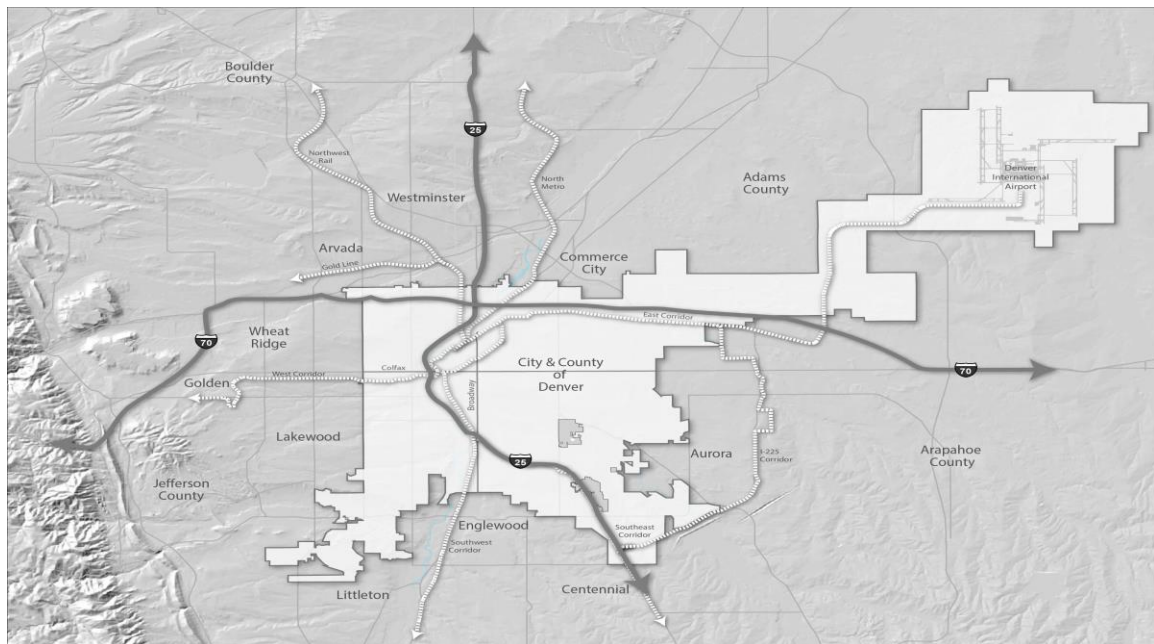 Boulder
County
25
Northwest
Rail
North
Metro
Westminster
Adams
County
Denver
International
Airport
Arvada
Gold Line
Commerce
City
70
Wheat
Ridge
East Corridor
City & County
of
Denver
Golden
West Corridor
Colfax
Broadway
70
Lakewood
25
Aurora
I-225
Corridor
Arapahoe
County
Jefferson
County
Englewood
Southwest
Corridor
Southeast
Corridor
Littleton
Centennial